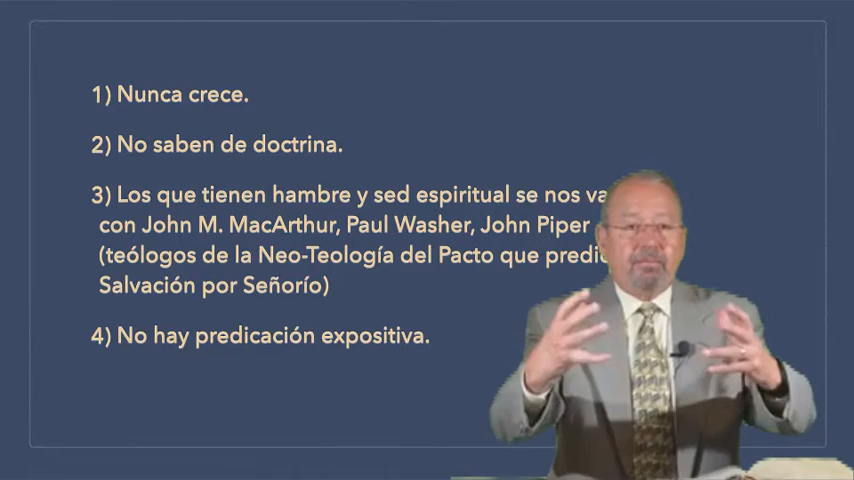 1) Nunca crece.
2) No saben de doctrina.
3) Los que tienen hambre y sed espiritual se nos
con John M. MacArthur, Paul Washer, John Piper
(teólogos de la Neo-Teología del Pacto que
Salvación por Señorío)
4) No hay predicación expositiva.